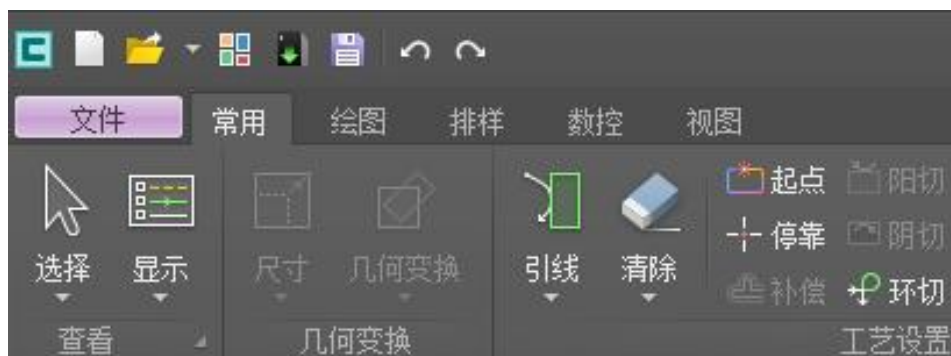 文件 常用 绘图 排样 数控 视图
起点 阳切
停靠 阴切
选择 显示 尺寸 几何变换 引线 清除
补偿 环切
查看 几何变换 工艺设置